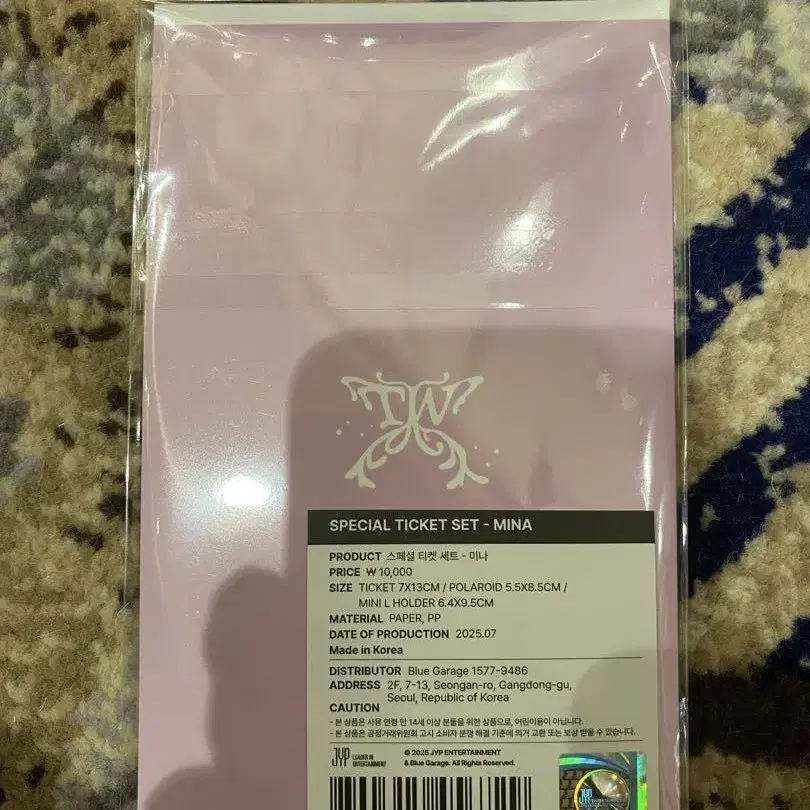 TW
SPECIAL TICKET SET - MINA
PRODUCT 스페셜 티켓 세트 - 미나
PRICE ₩ 10,000
SIZE TICKET 7X13CM / POLAROID 5.5X8.5CM /
MINI L HOLDER 6.4X9.5CM
MATERIAL PAPER, PP
DATE OF PRODUCTION 2025.07
Made in Korea
DISTRIBUTOR Blue Garage 1577-9486
ADDRESS 2F, 7-13, Seongan-ro, Gangdong-gu,
Seoul, Republic of Korea
CAUTION
- 본 상품은 사용 연령 만 14세 이상 분들을 위한 상품으로, 어린이용이 아닙니다.
- 본 상품은 공정거래위원회 고시 소비자 분쟁 해결 기준에 의거 교환 또는 보상 받을 수 있습니다.
JYP LEADER IN
ENTERTAINMENT
© 2025 JYP ENTERTAINMENT
& Blue Garage. All Rights Reserved.
JYP